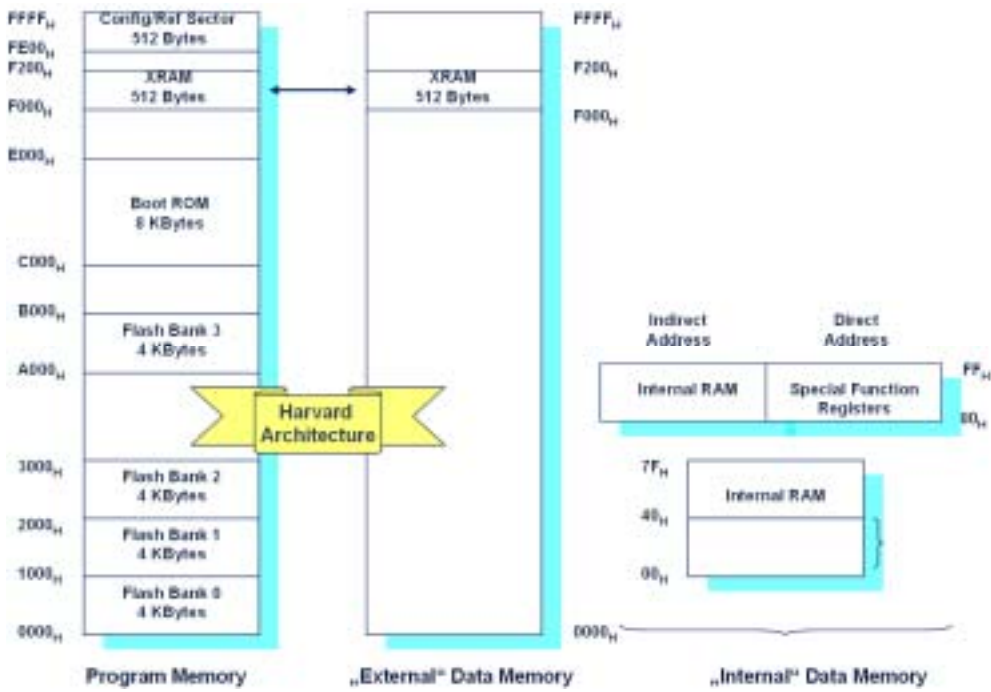 FFFFH
Config/Ref Sector
512 Bytes
FE00H
F200H
XRAM
512 Bytes
F000H
E000H
Boot ROM
8 KBytes
C000H
B000H
Flash Bank 3
4 KBytes
A000H
3000H
Flash Bank 2
4 KBytes
2000H
Flash Bank 1
4 KBytes
1000H
Flash Bank 0
4 KBytes
0000H
Program Memory
Harvard
Architecture
FFFFH
F200H
XRAM
512 Bytes
F000H
0000H
„External“ Data Memory
Indirect
Address
Direct
Address
Internal RAM
Special Function
Registers
FFH
80H
7FH
Internal RAM
40H
00H
„Internal“ Data Memory